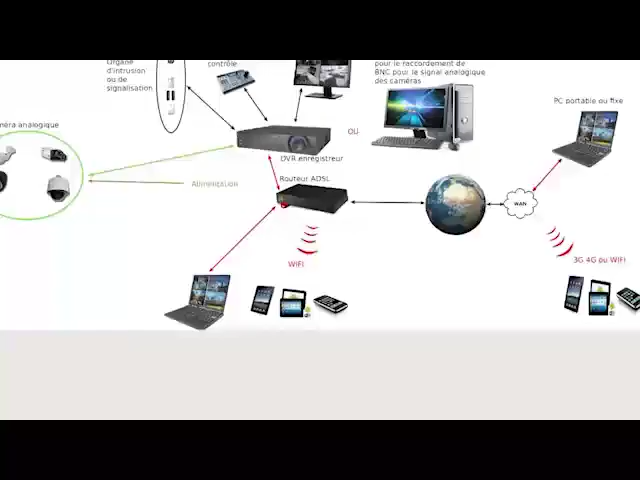 Organe
d'intrusion
ou de
signalisation
contrôle
pour le raccordement de
BNC pour le signal analogique
des caméras
PC portable ou fixe
méra analogique
OU
DVR enregistreur
Routeur ADSL
Alimentation
WAN
WIFI
3G 4G ou WIFI